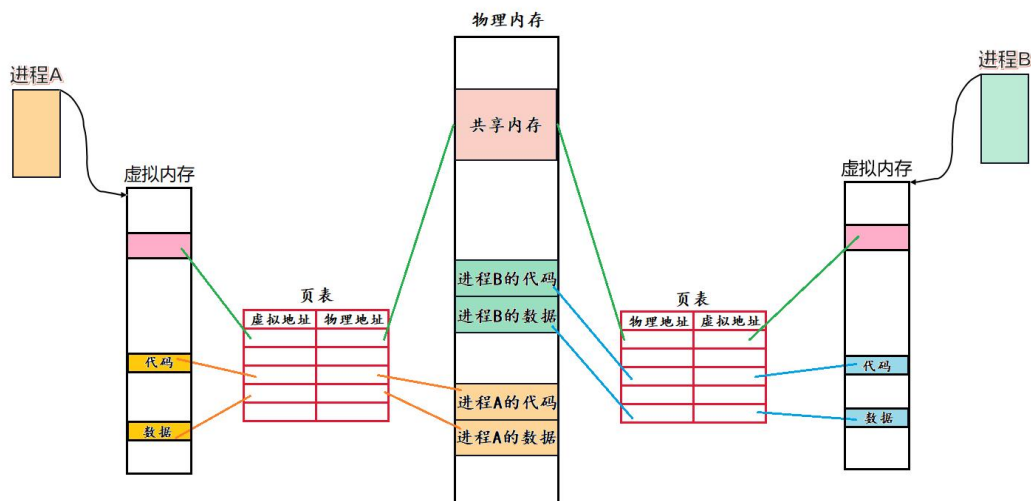 物理内存
进程A
进程B
共享内存
虚拟内存
虚拟内存
进程B的代码
页表
页表
进程B的数据
虚拟地址 物理地址
物理地址 虚拟地址
代码
代码
进程A的代码
数据
数据
进程A的数据